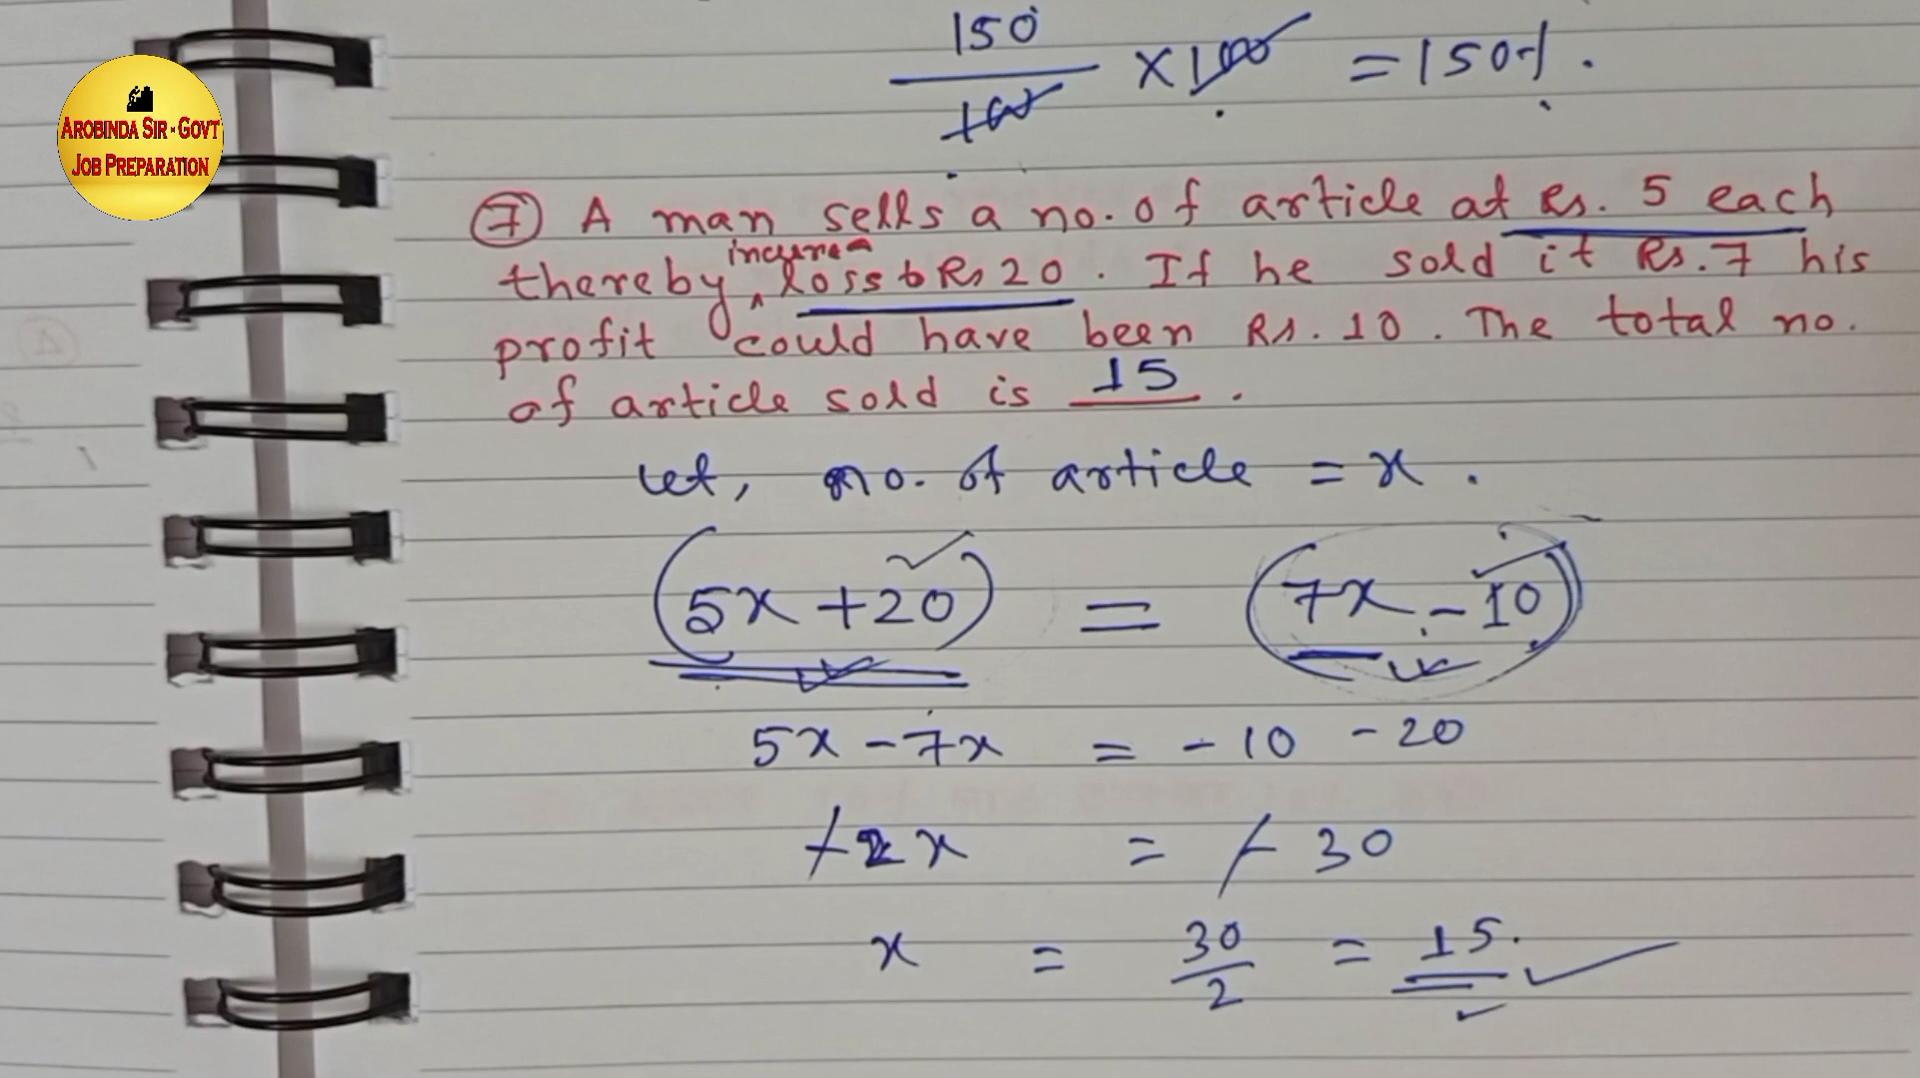 150
100 × 100 = 150%.
AROBINDA SIR - GOVT
JOB PREPARATION
⑦ A man sells a no. of article at Rs. 5 each
thereby incurred loss Rs 20. If he sold it Rs. 7 his
profit could have been Rs. 10. The total no.
of article sold is 15.
Let, no. of article = x.
(5x + 20) = (7x - 10)
5x - 7x = - 10 - 20
-2x = - 30
x = 30/2 = 15.